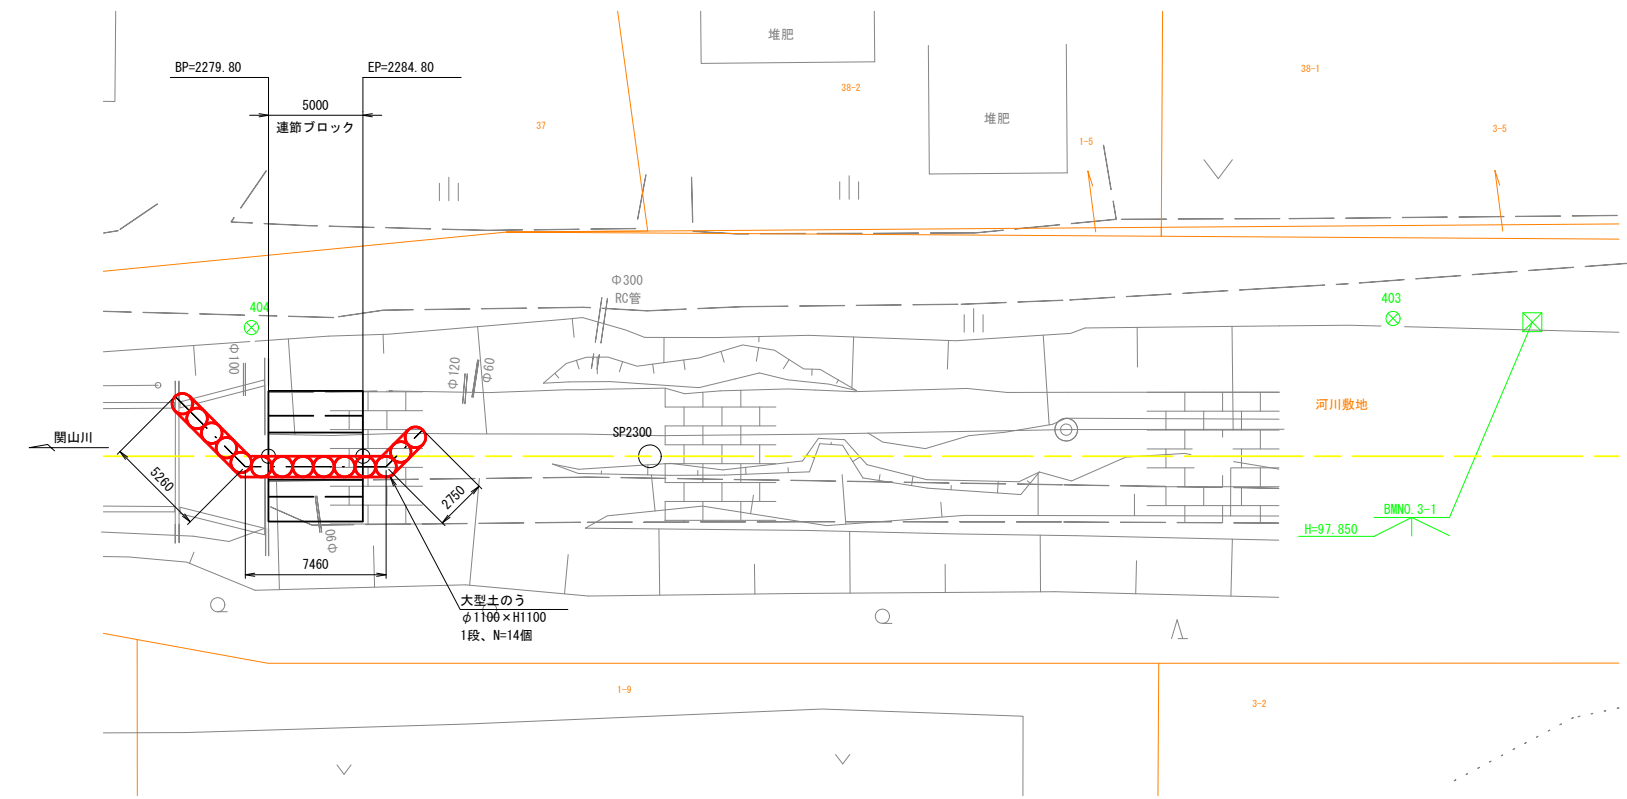 堆肥
BP=2279.80
EP=2284.80
38-1
38-2
5000
連節ブロック
堆肥
37
3-5
1-5
Φ300
RC管
404
403
Φ100
Φ120
Φ60
河川敷地
SP2300
関山川
5260
2750
BMNO.3-1
H=97.850
Φ90
7460
大型土のう
φ1100×H1100
1段、N=14個
1-9
3-2